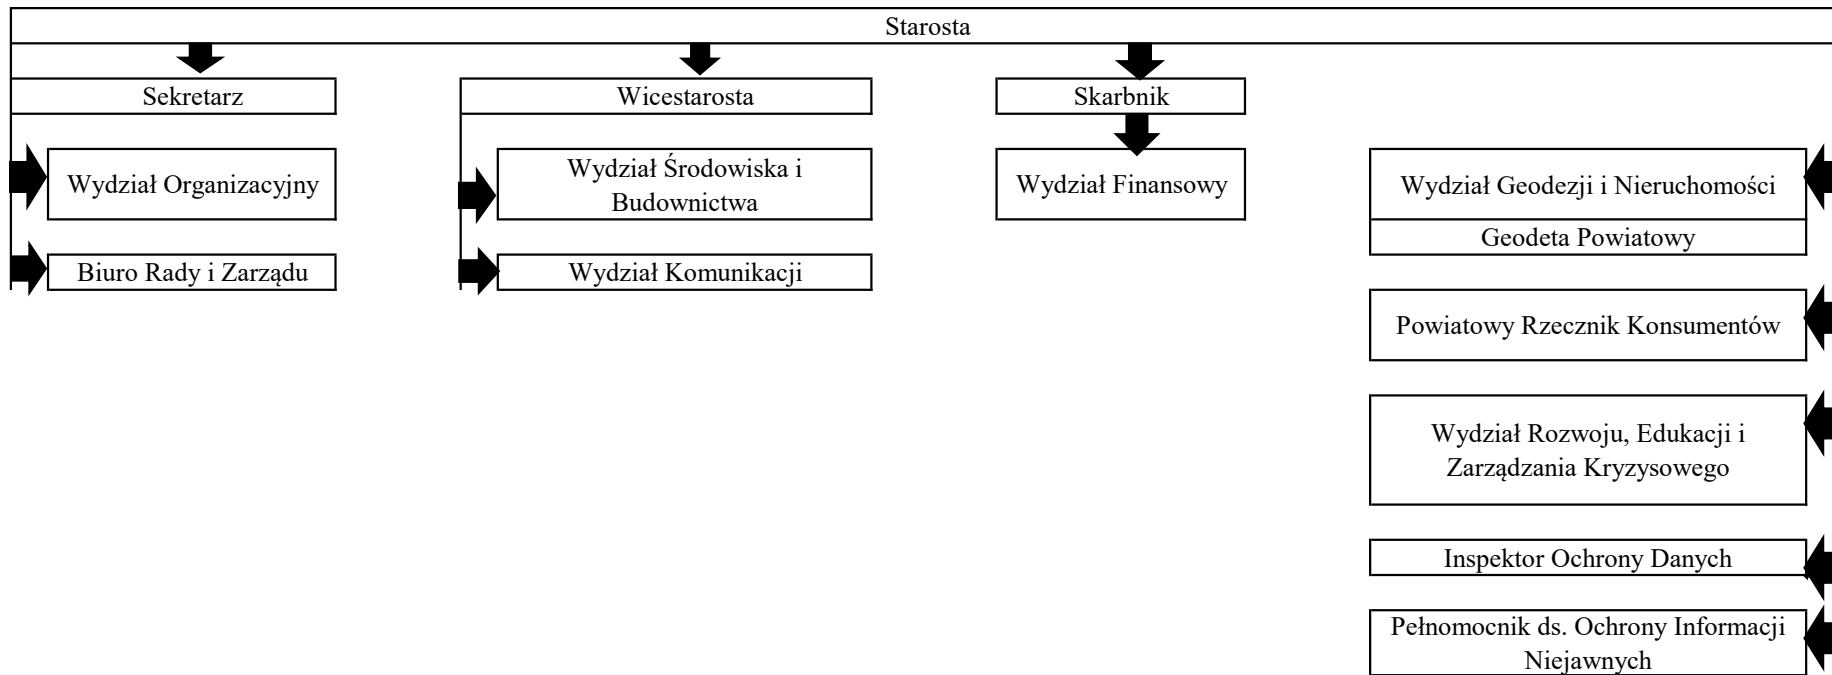 Starosta
Sekretarz
Wicestarosta
Skarbnik
Wydział Organizacyjny
Wydział Środowiska i
Budownictwa
Wydział Finansowy
Wydział Geodezji i Nieruchomości
Geodeta Powiatowy
Biuro Rady i Zarządu
Wydział Komunikacji
Powiatowy Rzecznik Konsumentów
Wydział Rozwoju, Edukacji i
Zarządzania Kryzysowego
Inspektor Ochrony Danych
Pełnomocnik ds. Ochrony Informacji
Niejawnych